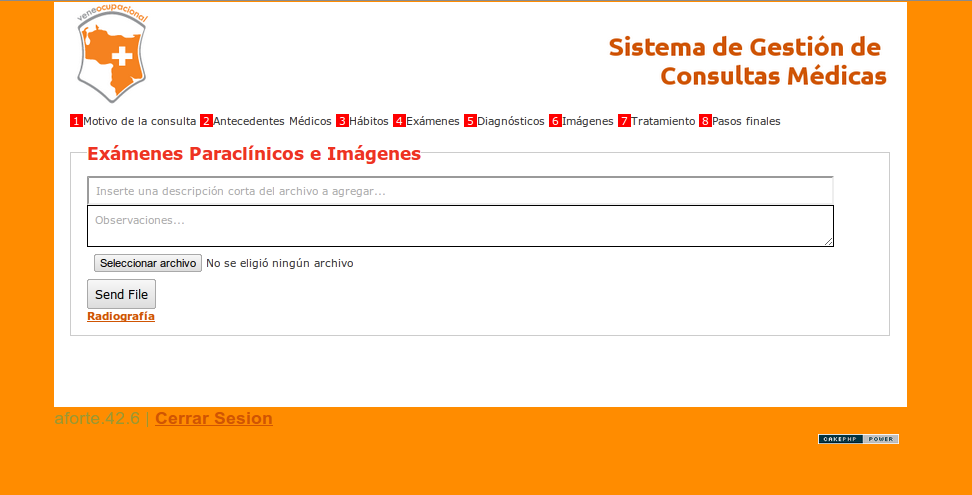 veneocupacional
Sistema de Gestión de
Consultas Médicas
1 Motivo de la consulta 2 Antecedentes Médicos 3 Hábitos 4 Exámenes 5 Diagnósticos 6 Imágenes 7 Tratamiento 8 Pasos finales
Exámenes Paraclínicos e Imágenes
Inserte una descripción corta del archivo a agregar...
Observaciones...
Seleccionar archivo No se eligió ningún archivo
Send File
Radiografía
aforte.42.6 | Cerrar Sesion
CAKEPHP POWER